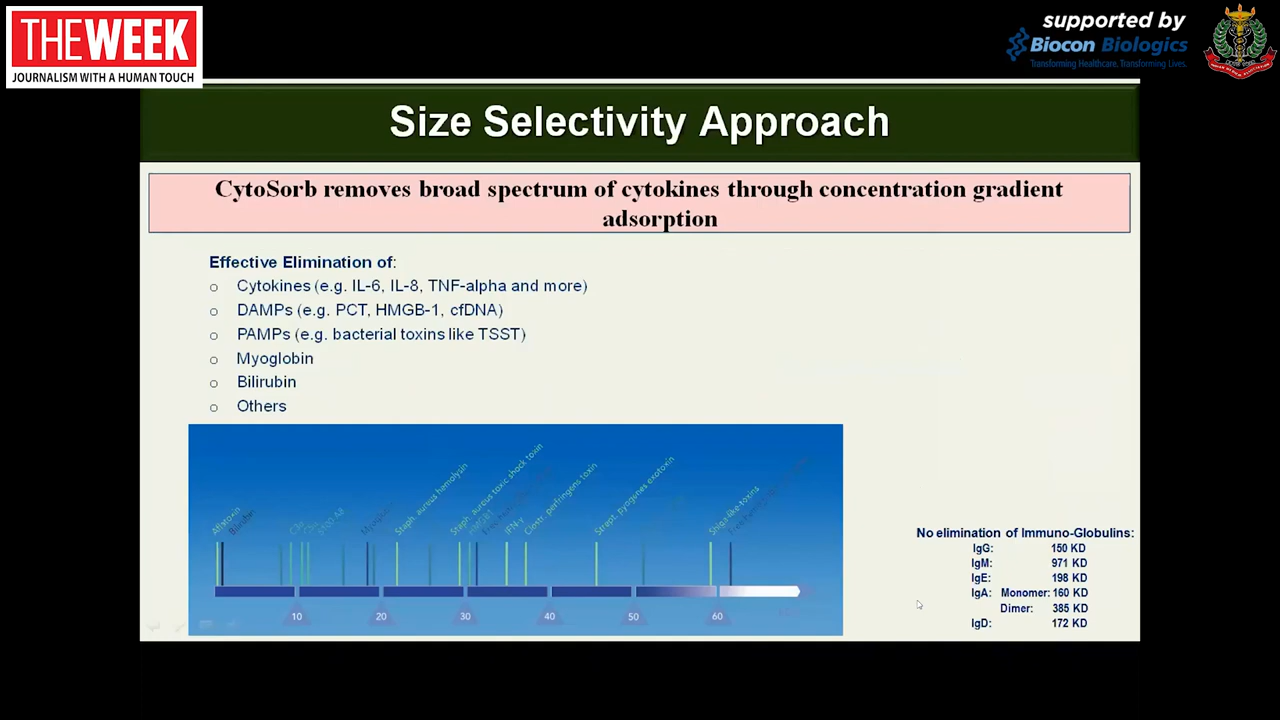 THE WEEK
JOURNALISM WITH A HUMAN TOUCH
supported by
Biocon Biologics
Transforming Healthcare. Transforming Lives.
Size Selectivity Approach
CytoSorb removes broad spectrum of cytokines through concentration gradient
adsorption
Effective Elimination of:
o Cytokines (e.g. IL-6, IL-8, TNF-alpha and more)
o DAMPs (e.g. PCT, HMGB-1, cfDNA)
o PAMPs (e.g. bacterial toxins like TSST)
o Myoglobin
o Bilirubin
o Others
Aflatoxin
Bilirubin
Myoglobin
Staph. aureus hemolysin
Staph. aureus toxic shock toxin
IFN-γ
Clostr. perfringens toxin
Strept. pyogenes exotoxin
Shiga-like-toxins
10 20 30 40 50 60
No elimination of Immuno-Globulins:
IgG: 150 KD
IgM: 971 KD
IgE: 198 KD
IgA: Monomer: 160 KD
Dimer: 385 KD
IgD: 172 KD